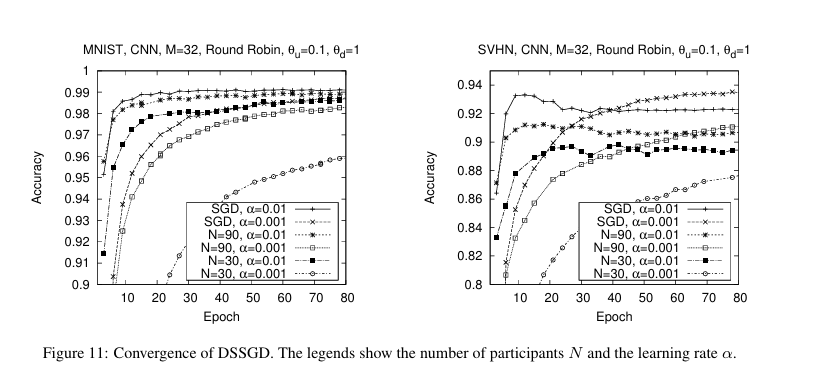 MNIST, CNN, M=32, Round Robin, θu=0.1, θd=1
1
0.99
0.98
0.97
0.96
0.95
0.94
0.93
0.92
0.91
0.9
Accuracy
SGD, α=0.01
SGD, α=0.001
N=90, α=0.01
N=90, α=0.001
N=30, α=0.01
N=30, α=0.001
10 20 30 40 50 60 70 80
Epoch
SVHN, CNN, M=32, Round Robin, θu=0.1, θd=1
0.94
0.92
0.9
0.88
0.86
0.84
0.82
0.8
Accuracy
SGD, α=0.01
SGD, α=0.001
N=90, α=0.01
N=90, α=0.001
N=30, α=0.01
N=30, α=0.001
10 20 30 40 50 60 70 80
Epoch
Figure 11: Convergence of DSSGD. The legends show the number of participants N and the learning rate α.